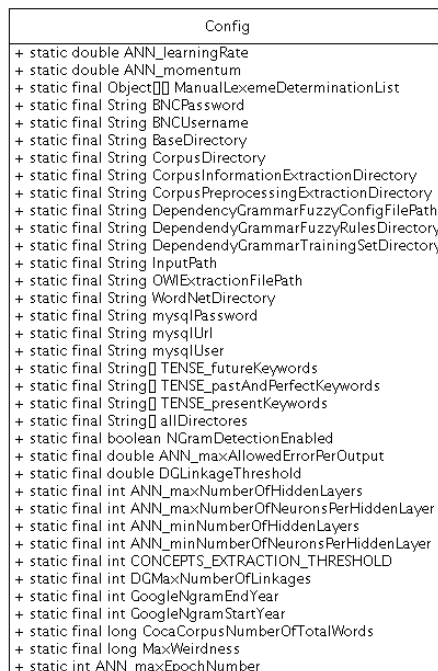 Config
+ static double ANN_learningRate
+ static double ANN_momentum
+ static final Object[][] ManualLexemeDeterminationList
+ static final String BNCPassword
+ static final String BNCUsername
+ static final String BaseDirectory
+ static final String CorpusDirectory
+ static final String CorpusInformationExtractionDirectory
+ static final String CorpusPreprocessingExtractionDirectory
+ static final String DependencyGrammarFuzzyConfigFilePath
+ static final String DependendyGrammarFuzzyRulesDirectory
+ static final String DependendyGrammarTrainingSetDirectory
+ static final String InputPath
+ static final String OWIExtractionFilePath
+ static final String WordNetDirectory
+ static final String mysqlPassword
+ static final String mysqlUrl
+ static final String mysqlUser
+ static final String[] TENSE_futureKeywords
+ static final String[] TENSE_pastAndPerfectKeywords
+ static final String[] TENSE_presentKeywords
+ static final String[] allDirectores
+ static final boolean NGramDetectionEnabled
+ static final double ANN_maxAllowedErrorPerOutput
+ static final double DGLinkageThreshold
+ static final int ANN_maxNumberOfHiddenLayers
+ static final int ANN_maxNumberOfNeuronsPerHiddenLayer
+ static final int ANN_minNumberOfHiddenLayers
+ static final int ANN_minNumberOfNeuronsPerHiddenLayer
+ static final int CONCEPTS_EXTRACTION_THRESHOLD
+ static final int DGMaxNumberOfLinkages
+ static final int GoogleNgramEndYear
+ static final int GoogleNgramStartYear
+ static final long CocaCorpusNumberOfTotalWords
+ static final long MaxWeirdness
+ static int ANN_maxEpochNumber